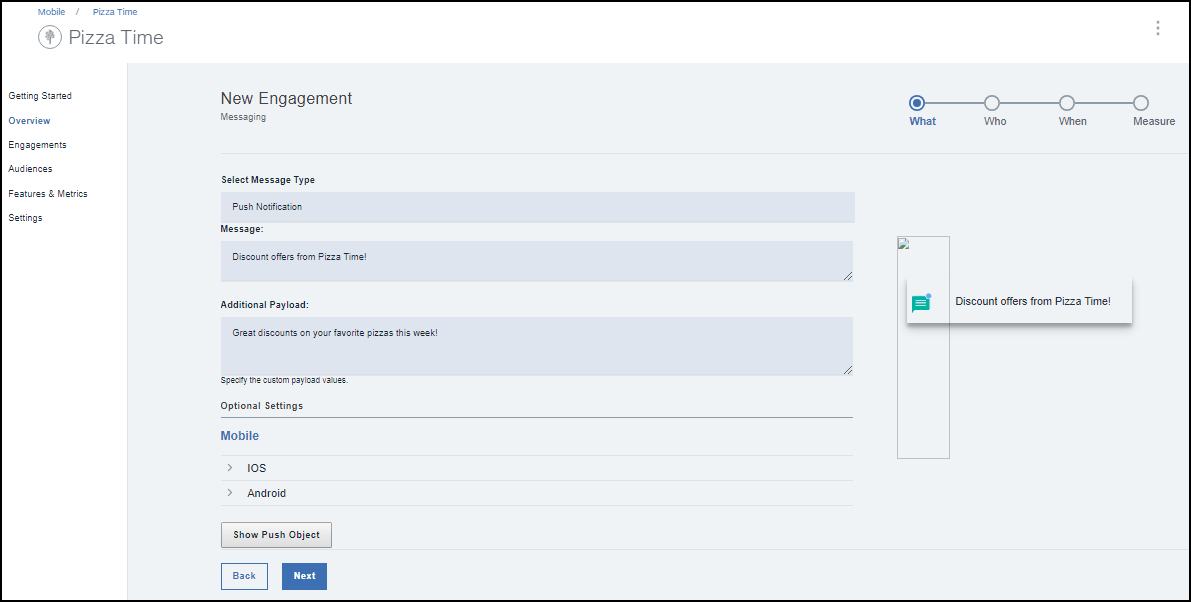 Mobile / Pizza Time
Pizza Time
Getting Started
Overview
Engagements
Audiences
Features & Metrics
Settings
New Engagement
Messaging
What Who When Measure
Select Message Type
Push Notification
Message:
Discount offers from Pizza Time!
Additional Payload:
Great discounts on your favorite pizzas this week!
Specify the custom payload values.
Optional Settings
Mobile
IOS
Android
Show Push Object
Back Next
Discount offers from Pizza Time!